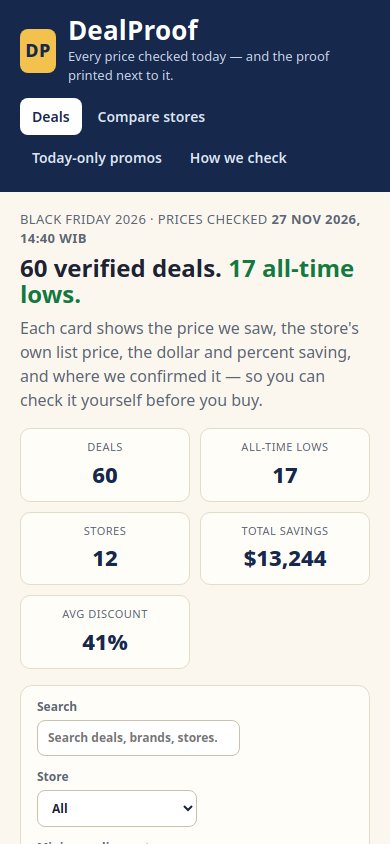 DP
DealProof
Every price checked today — and the proof
printed next to it.
Deals
Compare stores
Today-only promos
How we check
BLACK FRIDAY 2026 · PRICES CHECKED 27 NOV 2026,
14:40 WIB
60 verified deals. 17 all-time
lows.
Each card shows the price we saw, the store's
own list price, the dollar and percent saving,
and where we confirmed it — so you can
check it yourself before you buy.
DEALS
60
ALL-TIME LOWS
17
STORES
12
TOTAL SAVINGS
$13,244
AVG DISCOUNT
41%
Search
Search deals, brands, stores.
Store
All